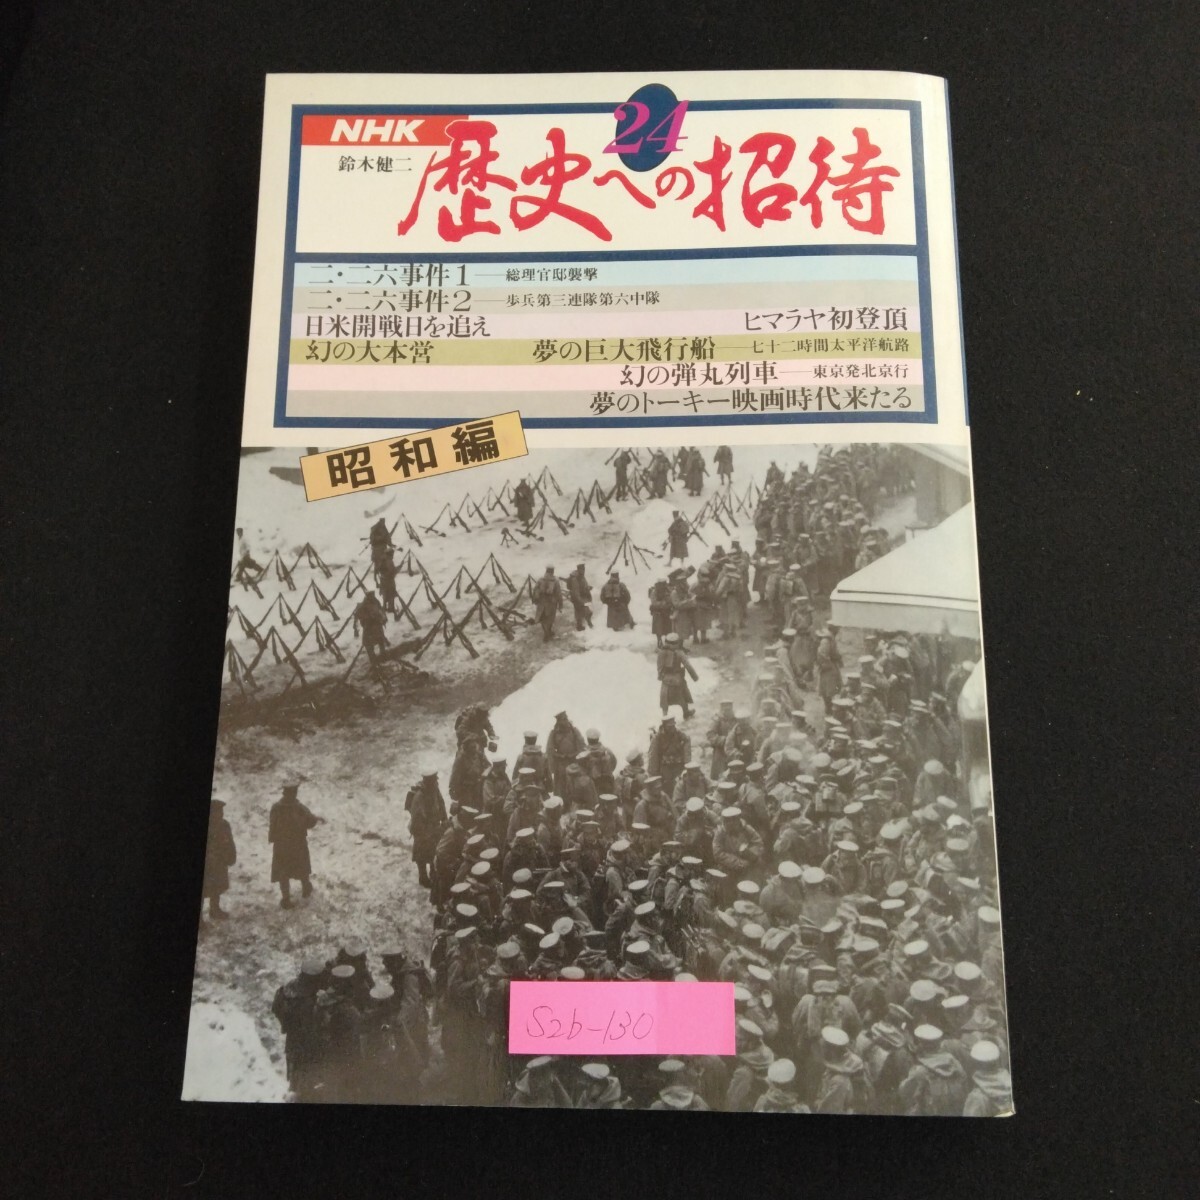 24
NHK
鈴木健二
歴史への招待
二・二六事件1——総理官邸襲撃
二・二六事件2——歩兵第三連隊第六中隊
日米開戦日を追え ヒマラヤ初登頂
幻の大本営 夢の巨大飛行船——七十二時間太平洋航路
幻の弾丸列車——東京発北京行
夢のトーキー映画時代来たる
昭和編
S2b-130